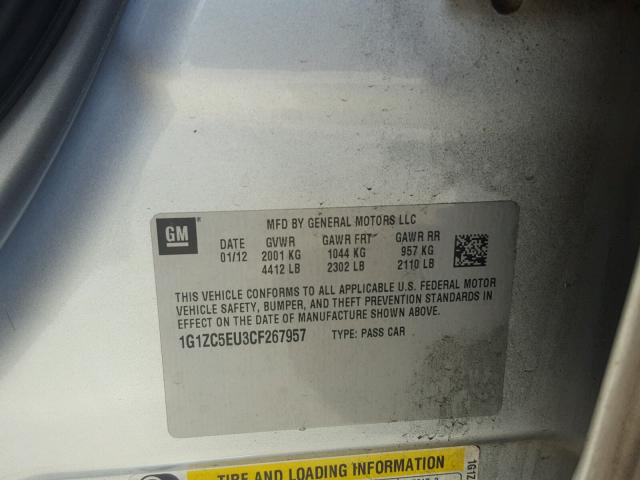 GM
MFD BY GENERAL MOTORS LLC
DATE GVWR GAWR FRT GAWR RR
01/12 2001 KG 1044 KG 957 KG
4412 LB 2302 LB 2110 LB
THIS VEHICLE CONFORMS TO ALL APPLICABLE U.S. FEDERAL MOTOR
VEHICLE SAFETY, BUMPER, AND THEFT PREVENTION STANDARDS IN
EFFECT ON THE DATE OF MANUFACTURE SHOWN ABOVE.
1G1ZC5EU3CF267957 TYPE: PASS CAR
TIRE AND LOADING INFORMATION
1G1Z